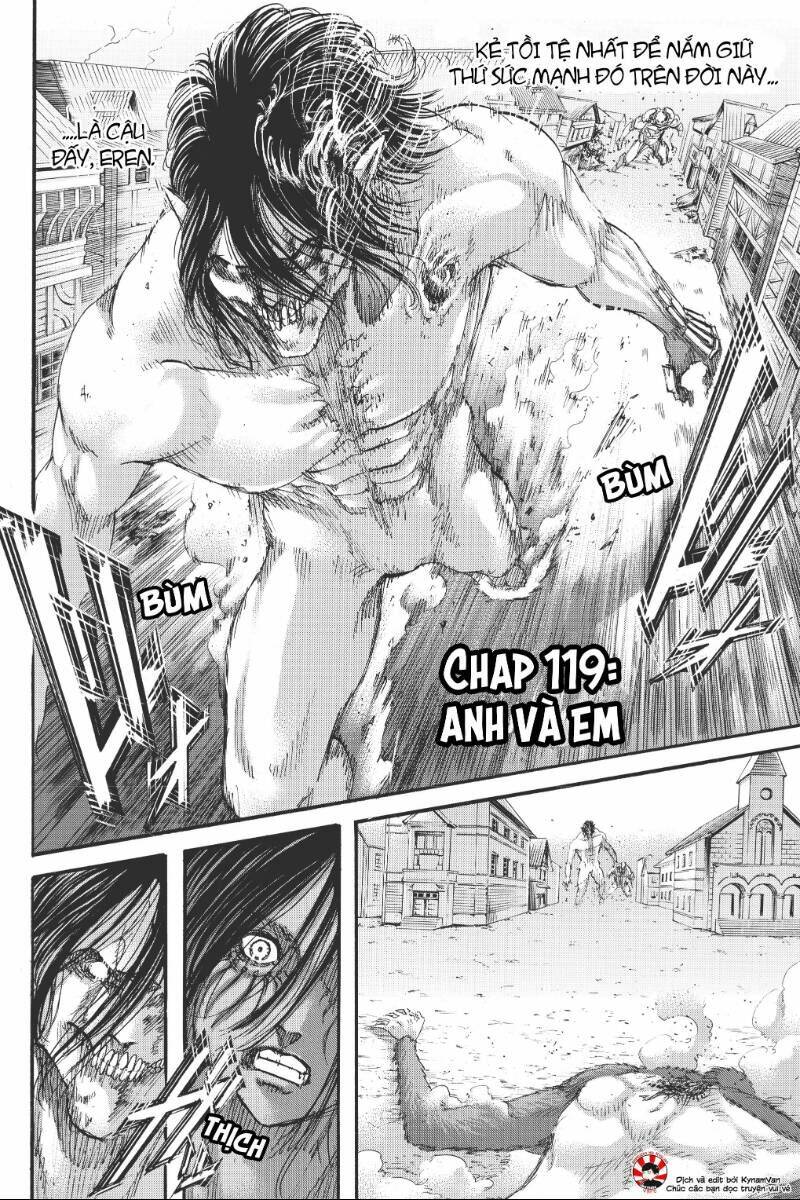 KẺ TỒI TỆ NHẤT ĐỂ NẮM GIỮ
THỨ SỨC MẠNH ĐÓ TRÊN ĐỜI NÀY...
....LÀ CẬU
ĐẤY, EREN.
BÙM
BÙM
CHAP 119:
ANH VÀ EM
THỊCH
Dịch và edit bởi KynamVan
Chúc các bạn đọc truyện vui vẻ